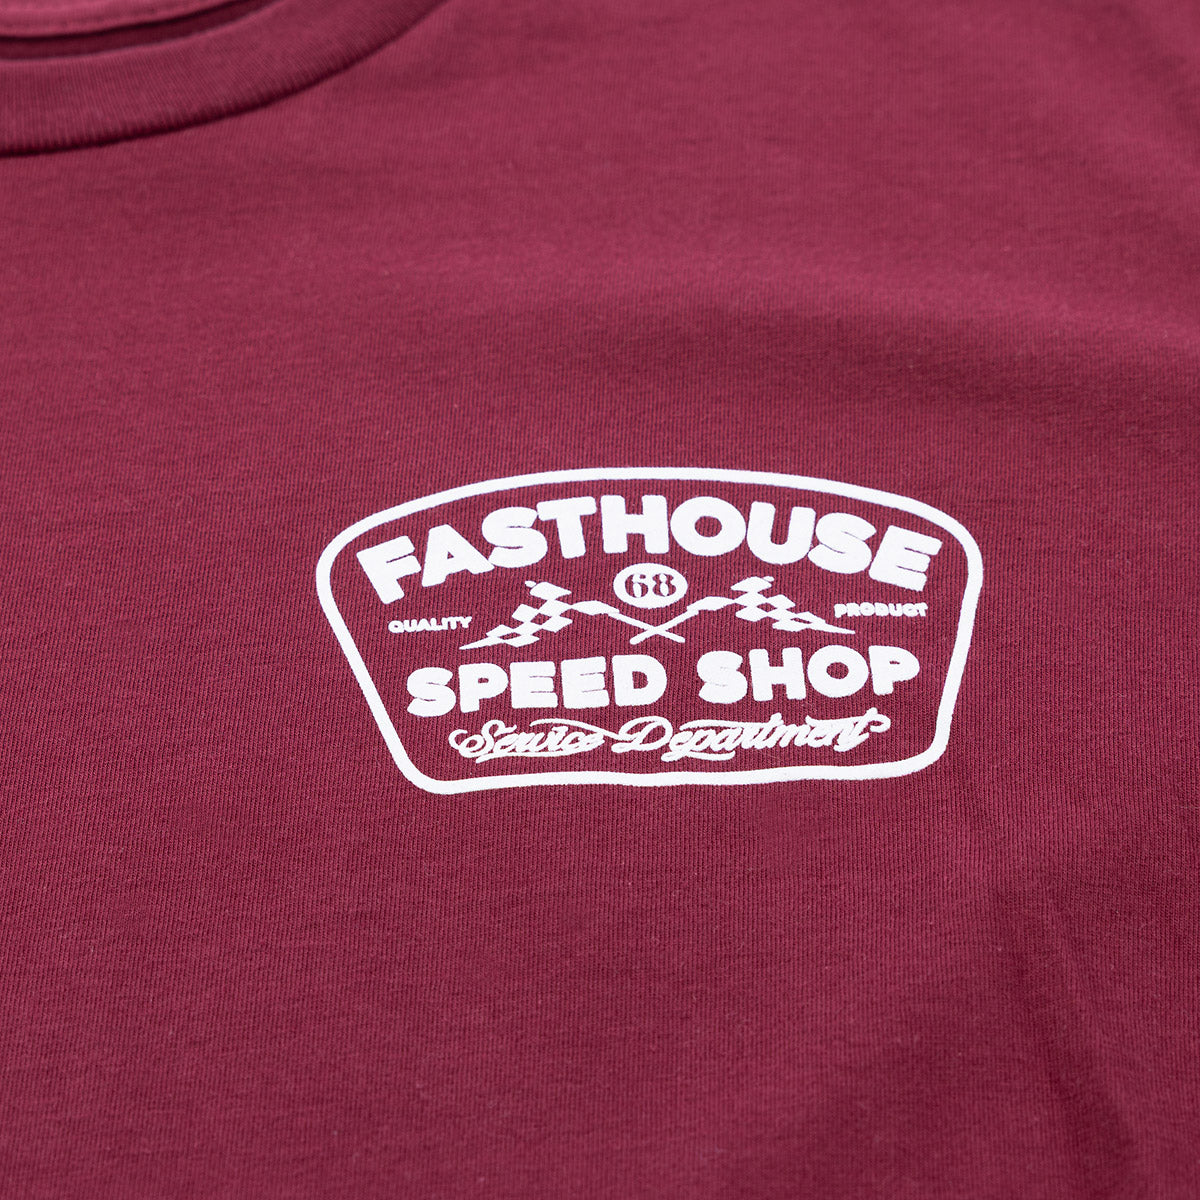 FASTHOUSE
68
QUALITY PRODUCT
SPEED SHOP
Service Department